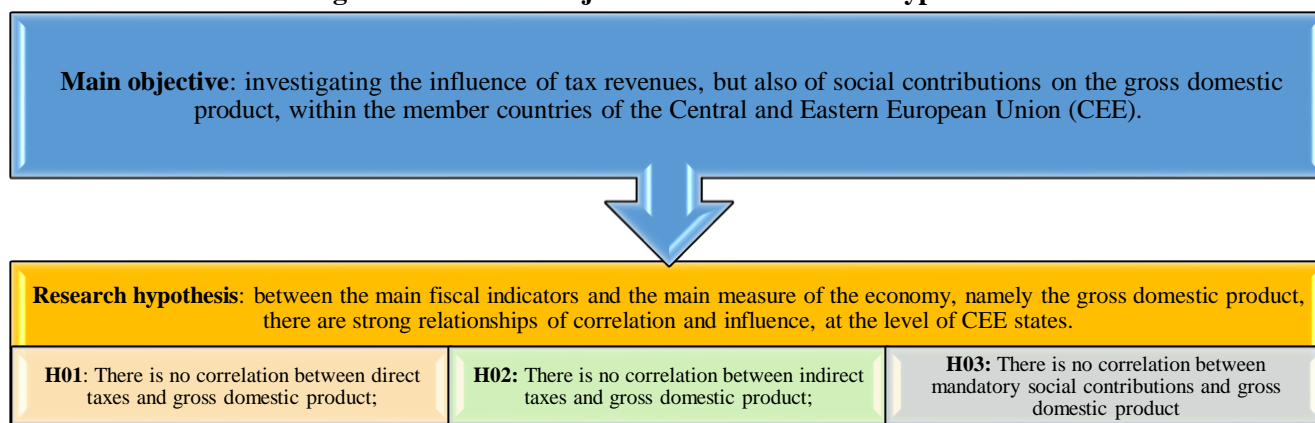 Main objective: investigating the influence of tax revenues, but also of social contributions on the gross domestic
product, within the member countries of the Central and Eastern European Union (CEE).
Research hypothesis: between the main fiscal indicators and the main measure of the economy, namely the gross domestic product,
there are strong relationships of correlation and influence, at the level of CEE states.
H01: There is no correlation between direct
taxes and gross domestic product;
H02: There is no correlation between indirect
taxes and gross domestic product;
H03: There is no correlation between
mandatory social contributions and gross
domestic product